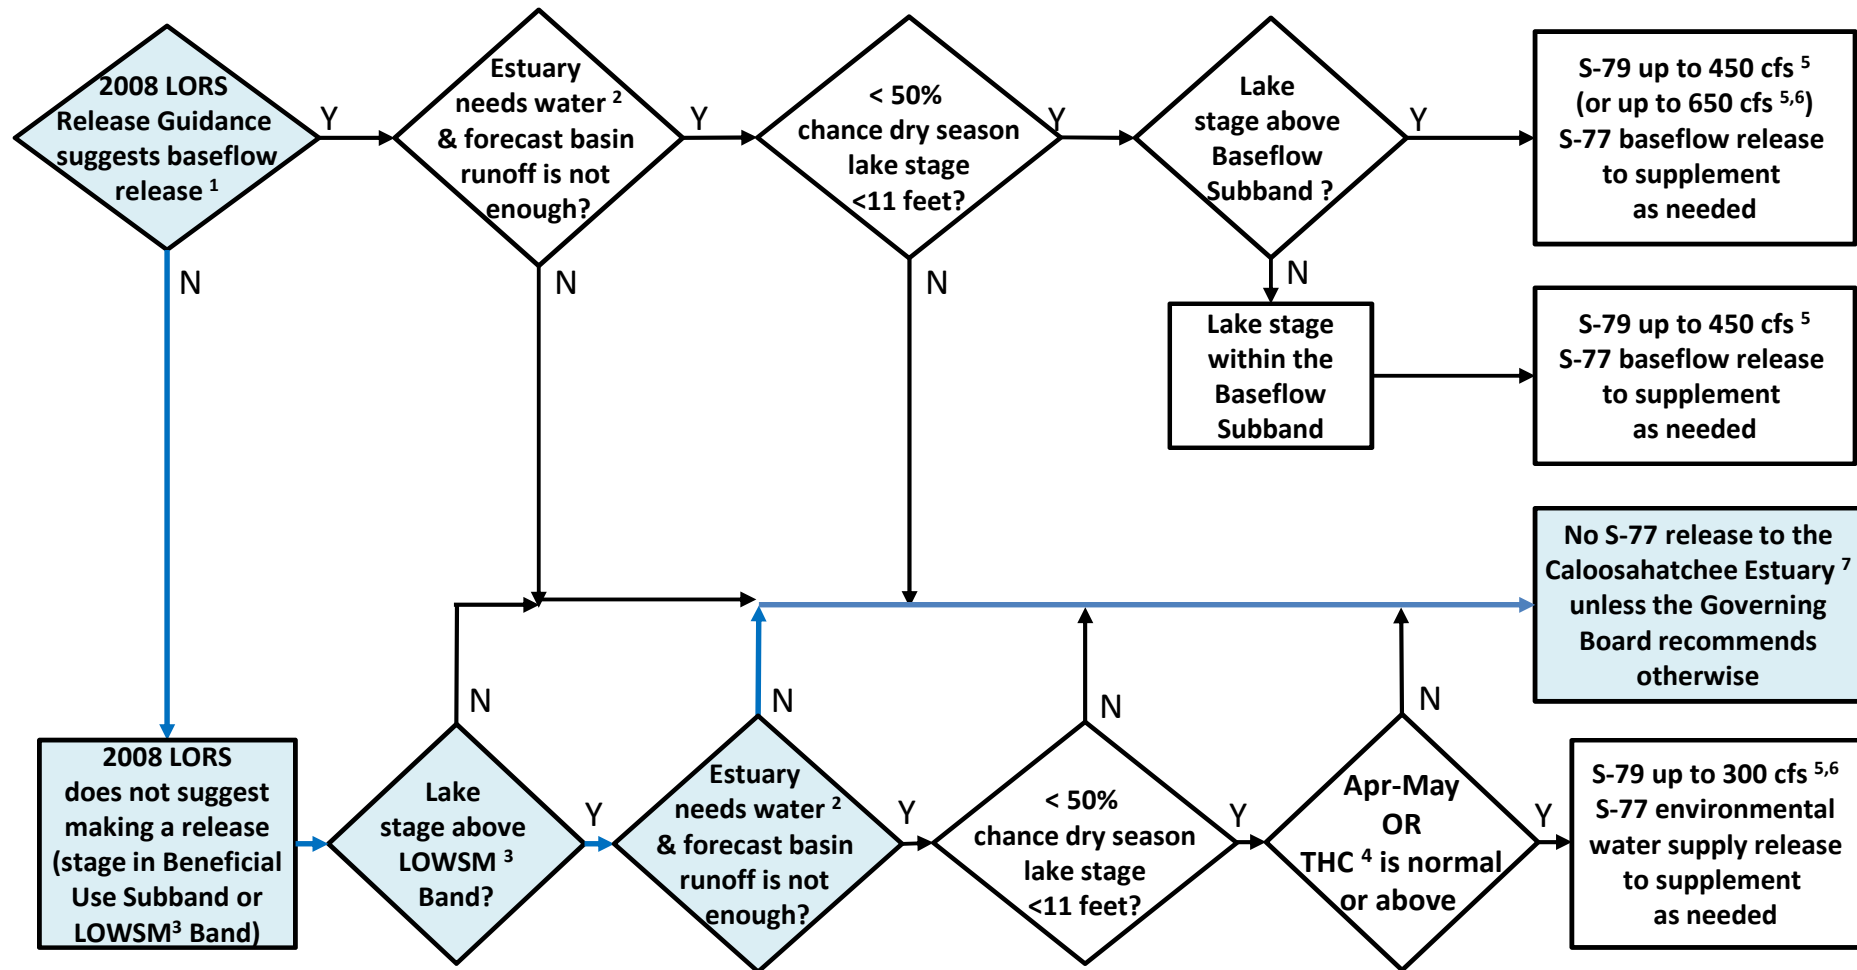 2008 LORS
Release Guidance
suggests baseflow
release 1
Y
N
Estuary
needs water 2
& forecast basin
runoff is not
enough?
Y
N
< 50%
chance dry season
lake stage
<11 feet?
Y
N
Lake
stage above
Baseflow
Subband ?
Y
N
S-79 up to 450 cfs 5
(or up to 650 cfs 5,6)
S-77 baseflow release
to supplement
as needed
Lake stage
within the
Baseflow
Subband
S-79 up to 450 cfs 5
S-77 baseflow release
to supplement
as needed
No S-77 release to the
Caloosahatchee Estuary 7
unless the Governing
Board recommends
otherwise
2008 LORS
does not suggest
making a release
(stage in Beneficial
Use Subband or
LOWSM3 Band)
N
Lake
stage above
LOWSM 3
Band?
Y
N
Estuary
needs water 2
& forecast basin
runoff is not
enough?
Y
N
< 50%
chance dry season
lake stage
<11 feet?
Y
N
Apr-May
OR
THC 4 is normal
or above
Y
S-79 up to 300 cfs 5,6
S-77 environmental
water supply release
to supplement
as needed